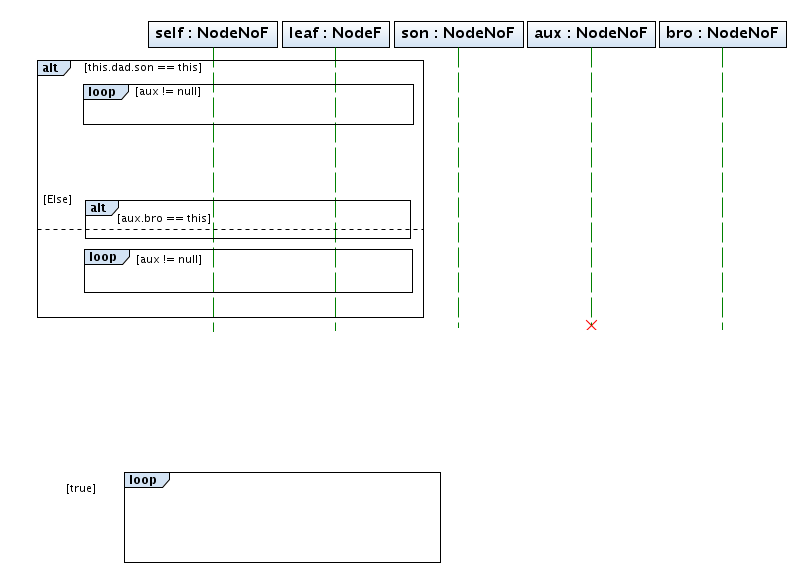 self : NodeNoF
leaf : NodeF
son : NodeNoF
aux : NodeNoF
bro : NodeNoF
alt
[this.dad.son == this]
loop
[aux != null]
[Else]
alt
[aux.bro == this]
loop
[aux != null]
loop
[true]